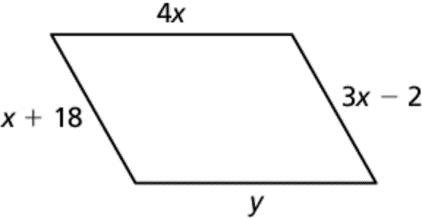 4x
3x − 2
x + 18
y